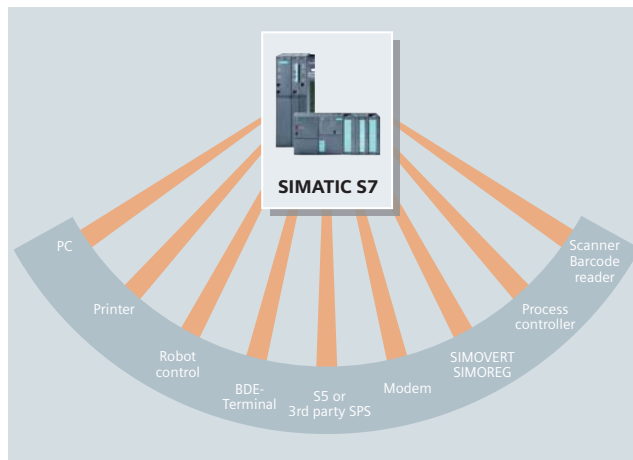 SIMATIC S7
PC
Printer
Robot
control
BDE-
Terminal
S5 or
3rd party SPS
Modem
SIMOVERT
SIMOREG
Process
controller
Scanner
Barcode
reader